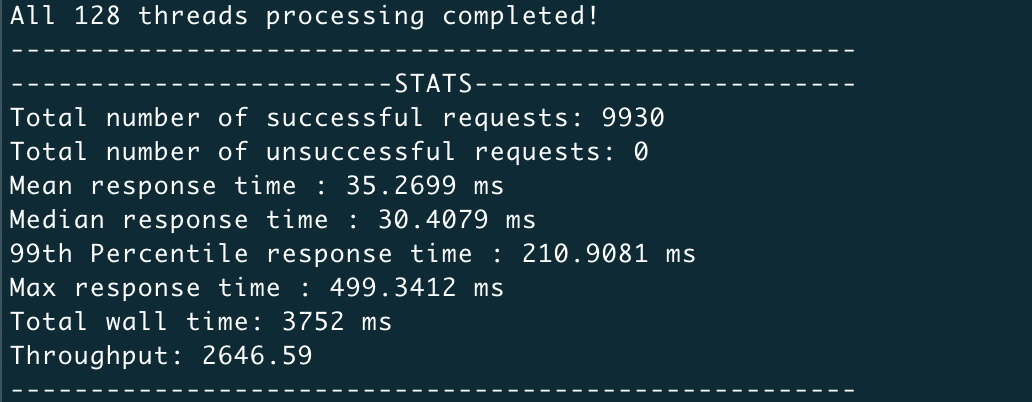 All 128 threads processing completed!
-----------------------------------------------------
------------------------STATS------------------------
Total number of successful requests: 9930
Total number of unsuccessful requests: 0
Mean response time : 35.2699 ms
Median response time : 30.4079 ms
99th Percentile response time : 210.9081 ms
Max response time : 499.3412 ms
Total wall time: 3752 ms
Throughput: 2646.59
-----------------------------------------------------